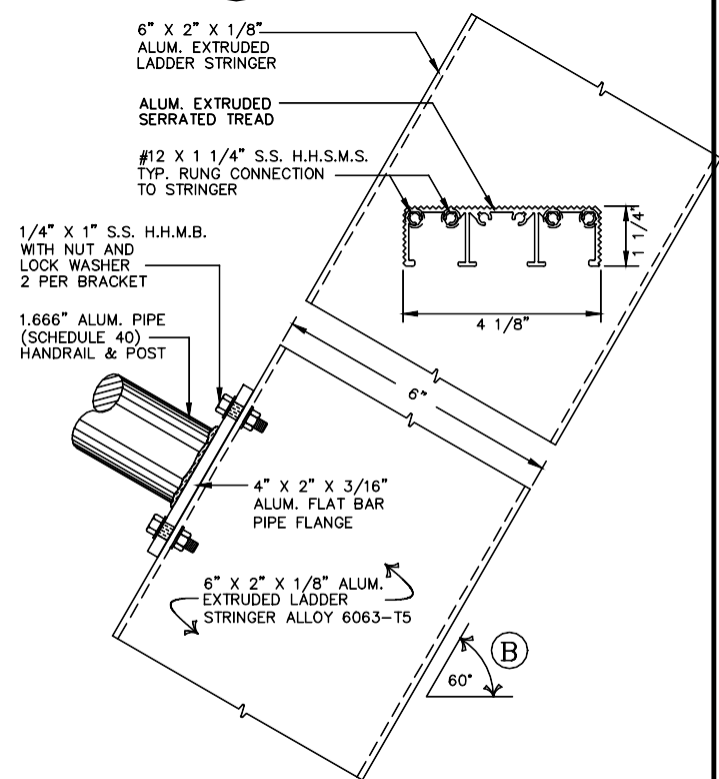 6" X 2" X 1/8"
ALUM. EXTRUDED
LADDER STRINGER
ALUM. EXTRUDED
SERRATED TREAD
#12 X 1 1/4" S.S. H.H.S.M.S.
TYP. RUNG CONNECTION
TO STRINGER
1/4" X 1" S.S. H.H.M.B.
WITH NUT AND
LOCK WASHER
2 PER BRACKET
1 1/4"
4 1/8"
1.666" ALUM. PIPE
(SCHEDULE 40)
HANDRAIL & POST
6"
4" X 2" X 3/16"
ALUM. FLAT BAR
PIPE FLANGE
6" X 2" X 1/8" ALUM.
EXTRUDED LADDER
STRINGER ALLOY 6063-T5
B
60°